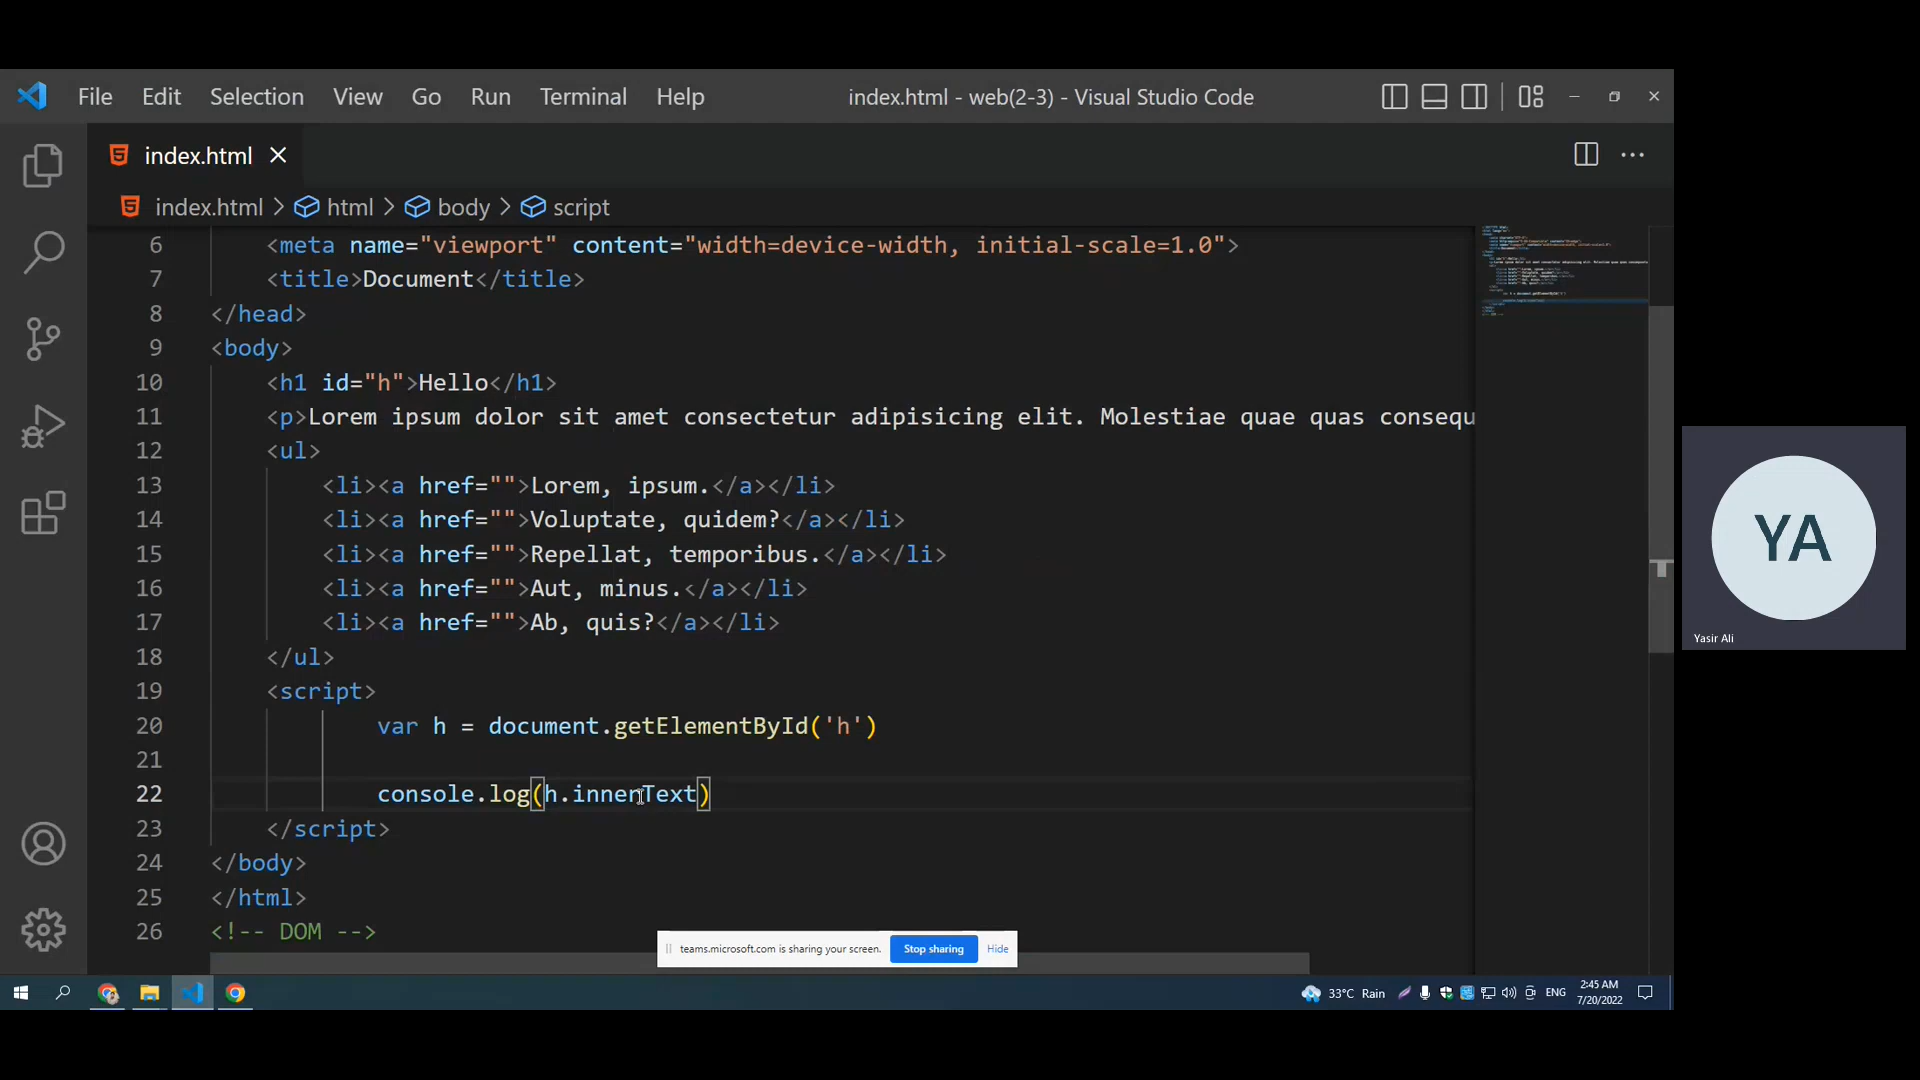 File Edit Selection View Go Run Terminal Help index.html - web(2-3) - Visual Studio Code
index.html
index.html > html > body > script
6 <meta name="viewport" content="width=device-width, initial-scale=1.0">
7 <title>Document</title>
8 </head>
9 <body>
10 <h1 id="h">Hello</h1>
11 <p>Lorem ipsum dolor sit amet consectetur adipisicing elit. Molestiae quae quas consequ
12 <ul>
13 <li><a href="">Lorem, ipsum.</a></li>
14 <li><a href="">Voluptate, quidem?</a></li>
15 <li><a href="">Repellat, temporibus.</a></li>
16 <li><a href="">Aut, minus.</a></li>
17 <li><a href="">Ab, quis?</a></li>
18 </ul>
19 <script>
20 var h = document.getElementById('h')
21
22 console.log(h.innerText)
23 </script>
24 </body>
25 </html>
26 <!-- DOM -->
YA
Yasir Ali
teams.microsoft.com is sharing your screen. Stop sharing Hide
33°C Rain ENG 2:45 AM
7/20/2022